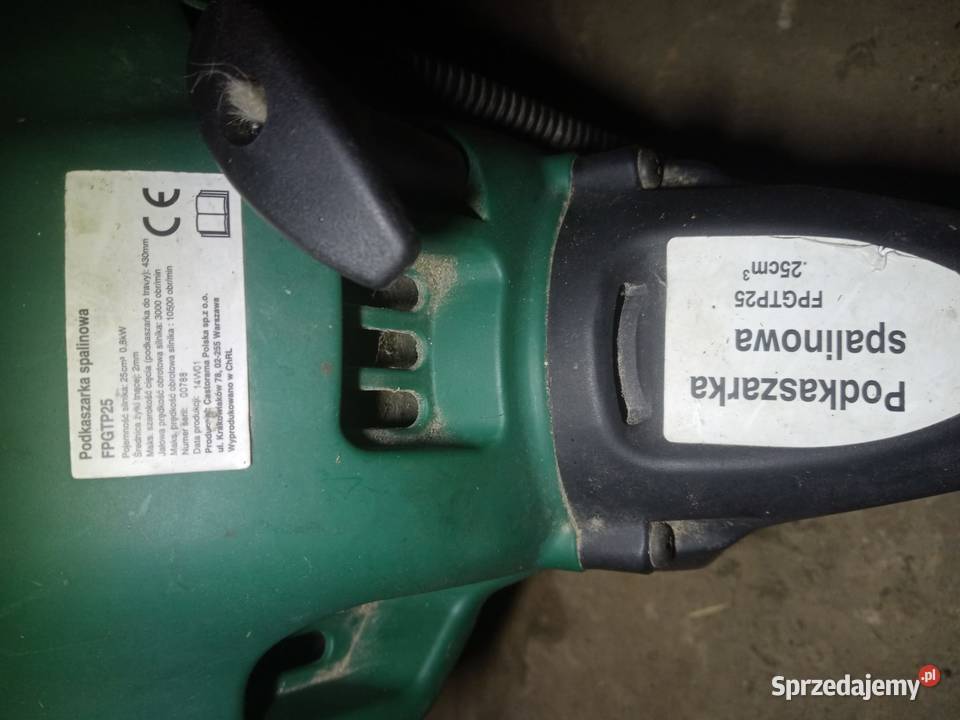 Podkaszarka spalinowa
FPGTP25
Pojemność silnika: 25cm³ 0,8kW
Średnica żyłki tnącej: 2mm
Maks. szerokość cięcia (podkaszarka do trawy): 430mm
Jałowa prędkość obrotowa silnika: 3000 obr/min
Maks. prędkość obrotowa silnika : 10500 obr/min
Numer serii: 00788
Data produkcji: 14W01
Producent: Castorama Polska sp.z o.o.
ul. Krakowiaków 78, 02-255 Warszawa
Wyprodukowano w ChRL
CE
Podkaszarka
spalinowa
FPGTP25
.25cm³
Sprzedajemy.pl